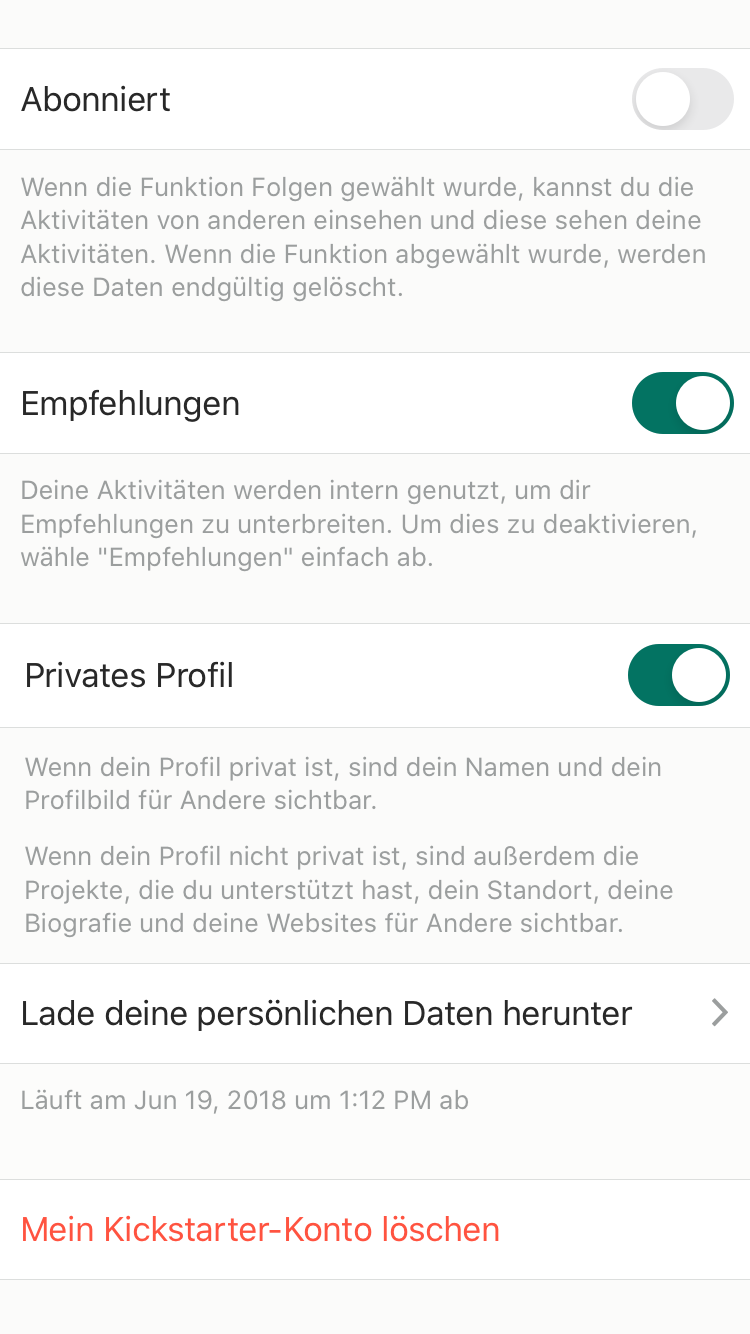 Abonniert
Wenn die Funktion Folgen gewählt wurde, kannst du die
Aktivitäten von anderen einsehen und diese sehen deine
Aktivitäten. Wenn die Funktion abgewählt wurde, werden
diese Daten endgültig gelöscht.
Empfehlungen
Deine Aktivitäten werden intern genutzt, um dir
Empfehlungen zu unterbreiten. Um dies zu deaktivieren,
wähle "Empfehlungen" einfach ab.
Privates Profil
Wenn dein Profil privat ist, sind dein Namen und dein
Profilbild für Andere sichtbar.
Wenn dein Profil nicht privat ist, sind außerdem die
Projekte, die du unterstützt hast, dein Standort, deine
Biografie und deine Websites für Andere sichtbar.
Lade deine persönlichen Daten herunter
Läuft am Jun 19, 2018 um 1:12 PM ab
Mein Kickstarter-Konto löschen